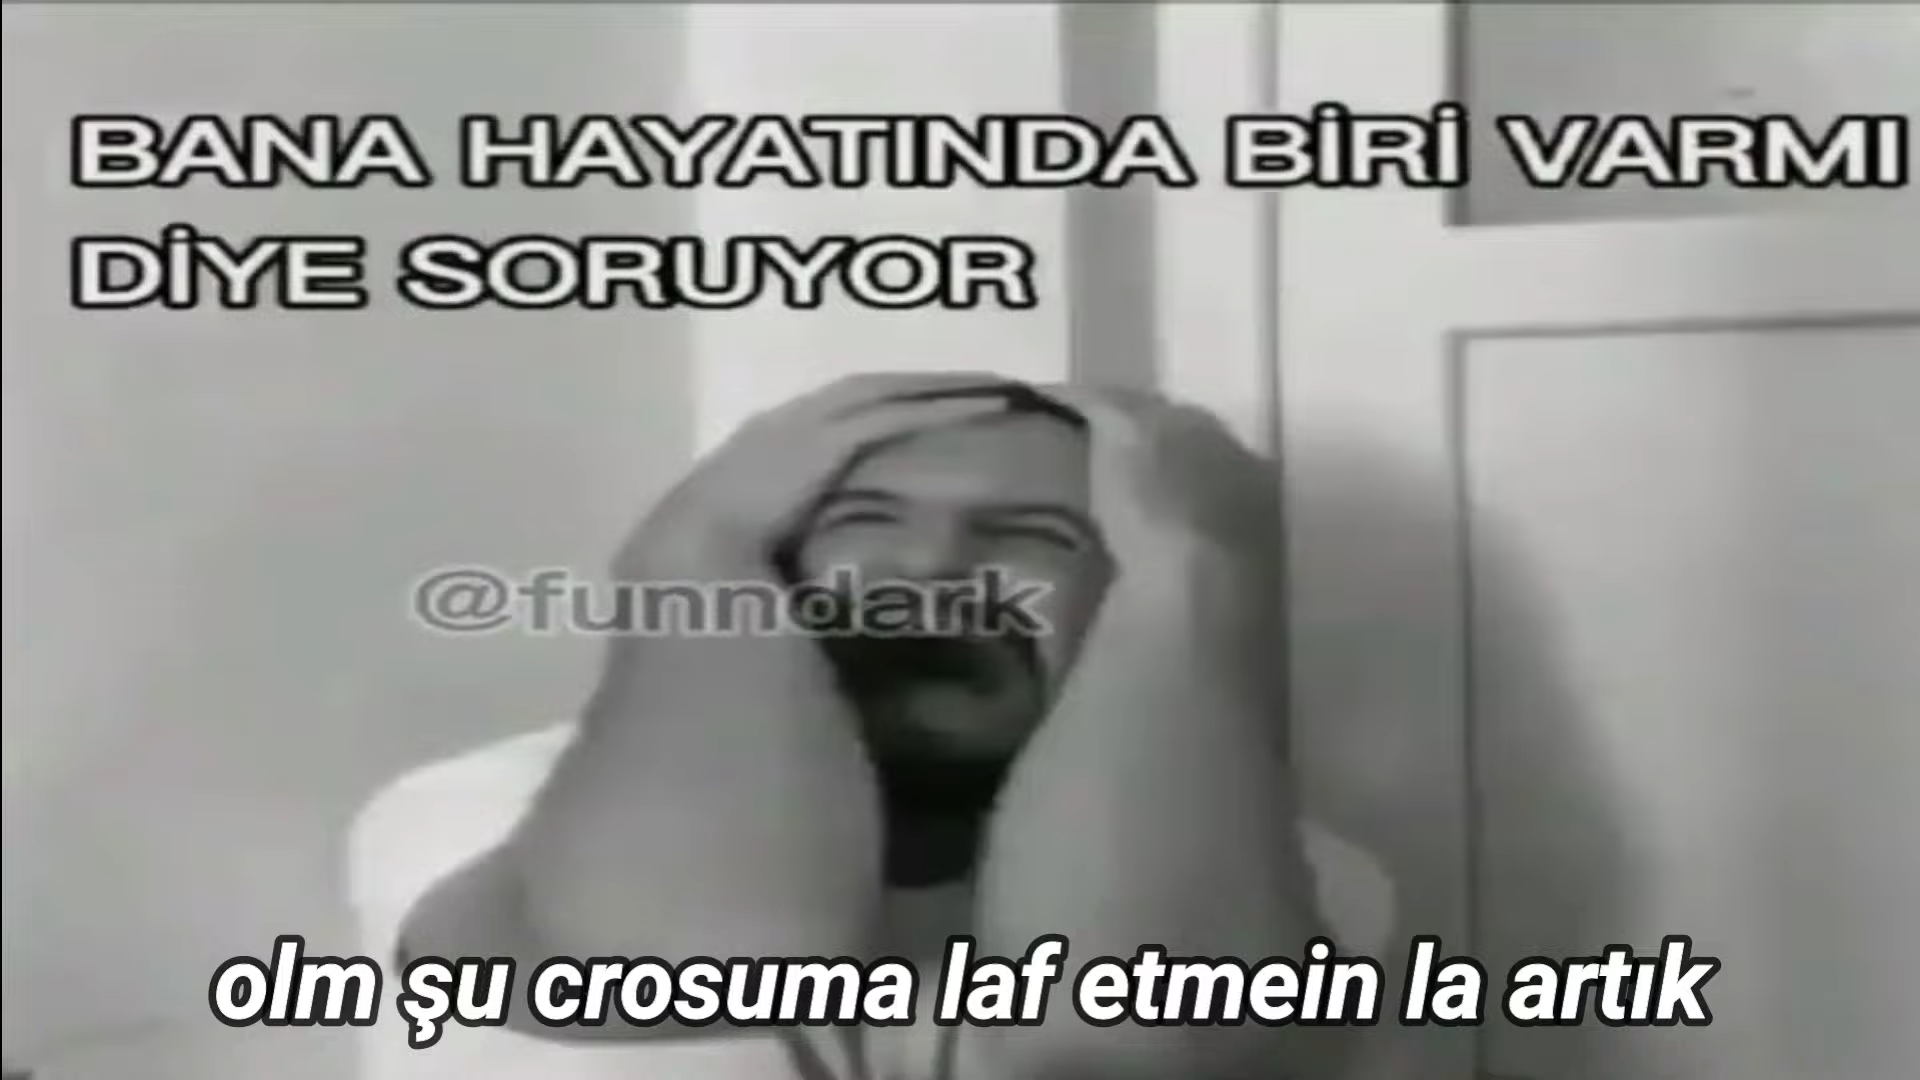 BANA HAYATINDA BİRİ VARMI
DİYE SORUYOR
@funndark
olm şu crosuma laf etmein la artık